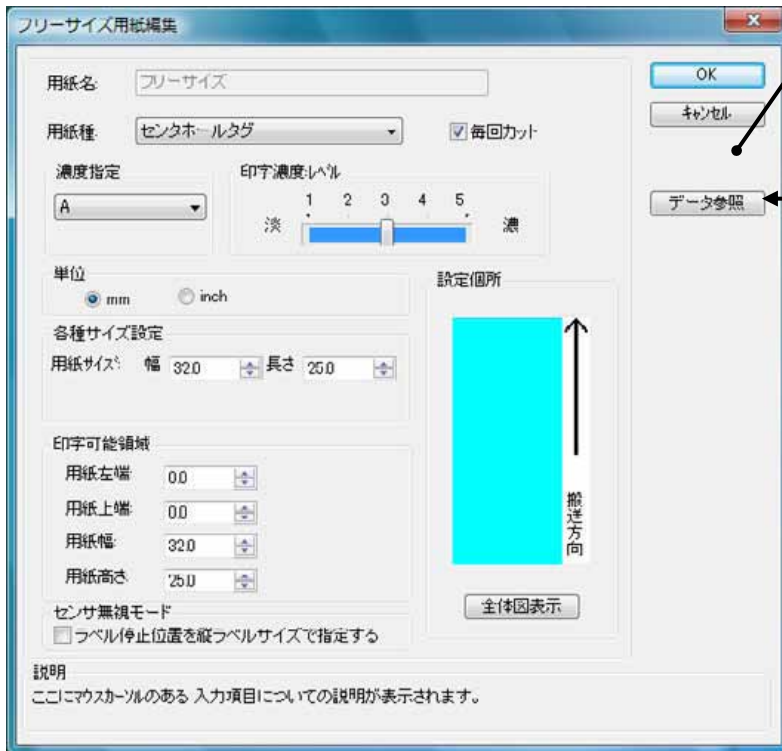 フリーサイズ用紙編集
用紙名: フリーサイズ
OK
キャンセル
用紙種: センタホールタグ
毎回カット
データ参照
濃度指定
A
印字濃度レベル
1 2 3 4 5
淡 濃
単位
mm inch
設定個所
各種サイズ設定
用紙サイズ: 幅 32.0 長さ 25.0
印字可能領域
用紙左端: 0.0
用紙上端: 0.0
用紙幅: 32.0
用紙高さ: 25.0
搬送方向
全体図表示
センサ無視モード
ラベル停止位置を縦ラベルサイズで指定する
説明
ここにマウスカーソルのある 入力項目についての説明が表示されます。